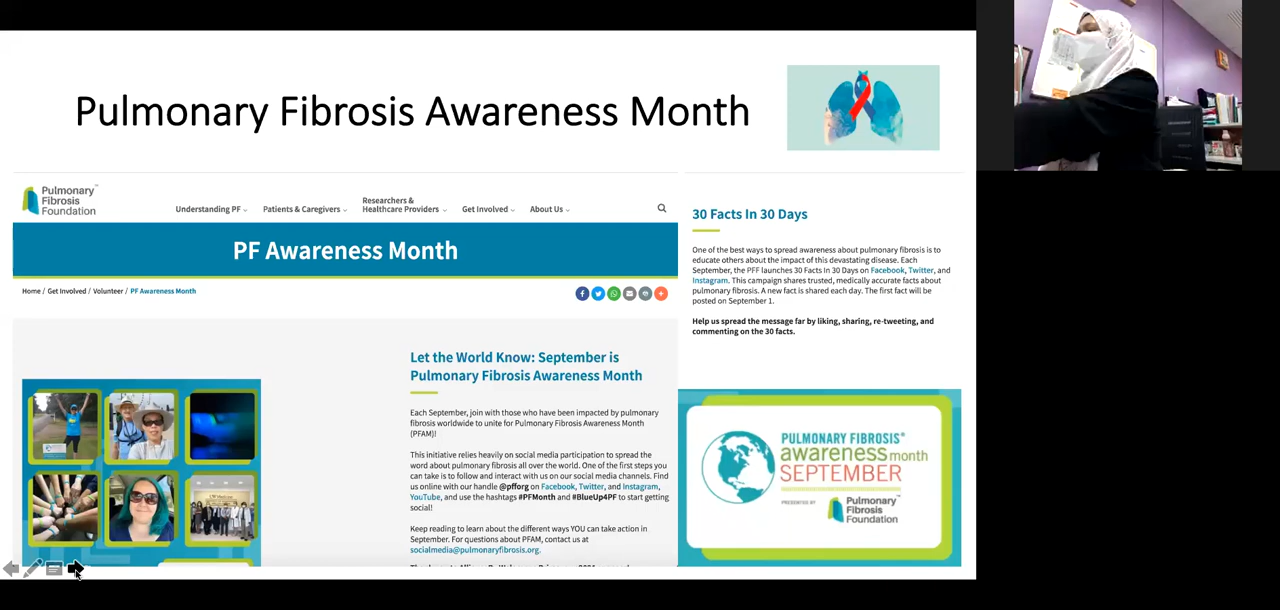 Pulmonary Fibrosis Awareness Month
Pulmonary
Fibrosis
Foundation™
Understanding PF
Patients & Caregivers
Researchers &
Healthcare Providers
Get Involved
About Us
PF Awareness Month
Home / Get Involved / Volunteer / PF Awareness Month
Let the World Know: September is
Pulmonary Fibrosis Awareness Month
Each September, join with those who have been impacted by pulmonary
fibrosis worldwide to unite for Pulmonary Fibrosis Awareness Month
(PFAM)!
This initiative relies heavily on social media participation to spread the
word about pulmonary fibrosis all over the world. One of the first steps you
can take is to follow and interact with us on our social media channels. Find
us online with our handle @pfforg on Facebook, Twitter, and Instagram,
YouTube, and use the hashtags #PFMonth and #BlueUp4PF to start getting
social!
Keep reading to learn about the different ways YOU can take action in
September. For questions about PFAM, contact us at
socialmedia@pulmonaryfibrosis.org.
30 Facts In 30 Days
One of the best ways to spread awareness about pulmonary fibrosis is to
educate others about the impact of this devastating disease. Each
September, the PFF launches 30 Facts In 30 Days on Facebook, Twitter, and
Instagram. This campaign shares trusted, medically accurate facts about
pulmonary fibrosis. A new fact is shared each day. The first fact will be
posted on September 1.
Help us spread the message far by liking, sharing, re-tweeting, and
commenting on the 30 facts.
PULMONARY FIBROSIS®
awareness month
SEPTEMBER
PRESENTED BY
Pulmonary
Fibrosis
Foundation™